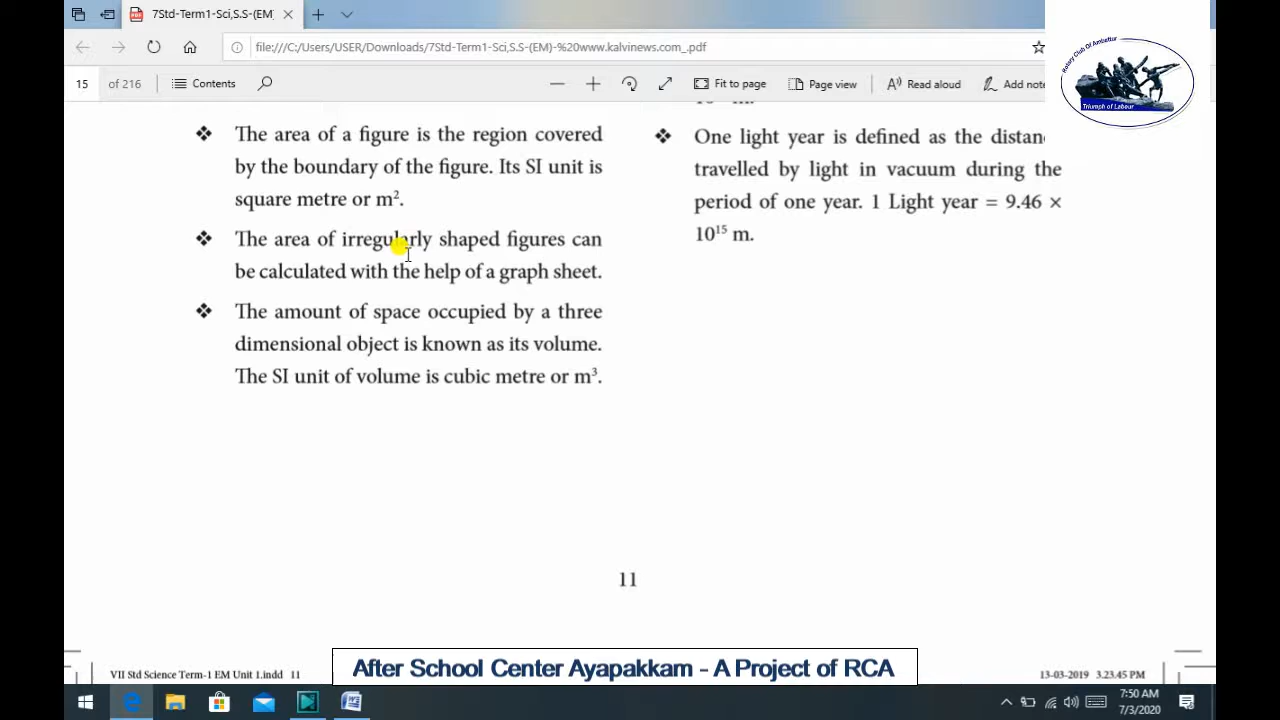 7Std-Term1-Sci,S.S-(EM)
file:///C:/Users/USER/Downloads/7Std-Term1-Sci,S.S-(EM)-%20www.kalvinews.com_.pdf
15 of 216 Contents Fit to page Page view Read aloud Add note
Rotary Club Of Ambattur
Triumph of Labour
The area of a figure is the region covered
by the boundary of the figure. Its SI unit is
square metre or m².
The area of irregularly shaped figures can
be calculated with the help of a graph sheet.
The amount of space occupied by a three
dimensional object is known as its volume.
The SI unit of volume is cubic metre or m³.
One light year is defined as the distan
travelled by light in vacuum during the
period of one year. 1 Light year = 9.46 ×
10¹⁵ m.
11
VII Std Science Term-1 EM Unit 1.indd 11
13-03-2019 3.23.45 PM
After School Center Ayapakkam - A Project of RCA
7:50 AM
7/3/2020